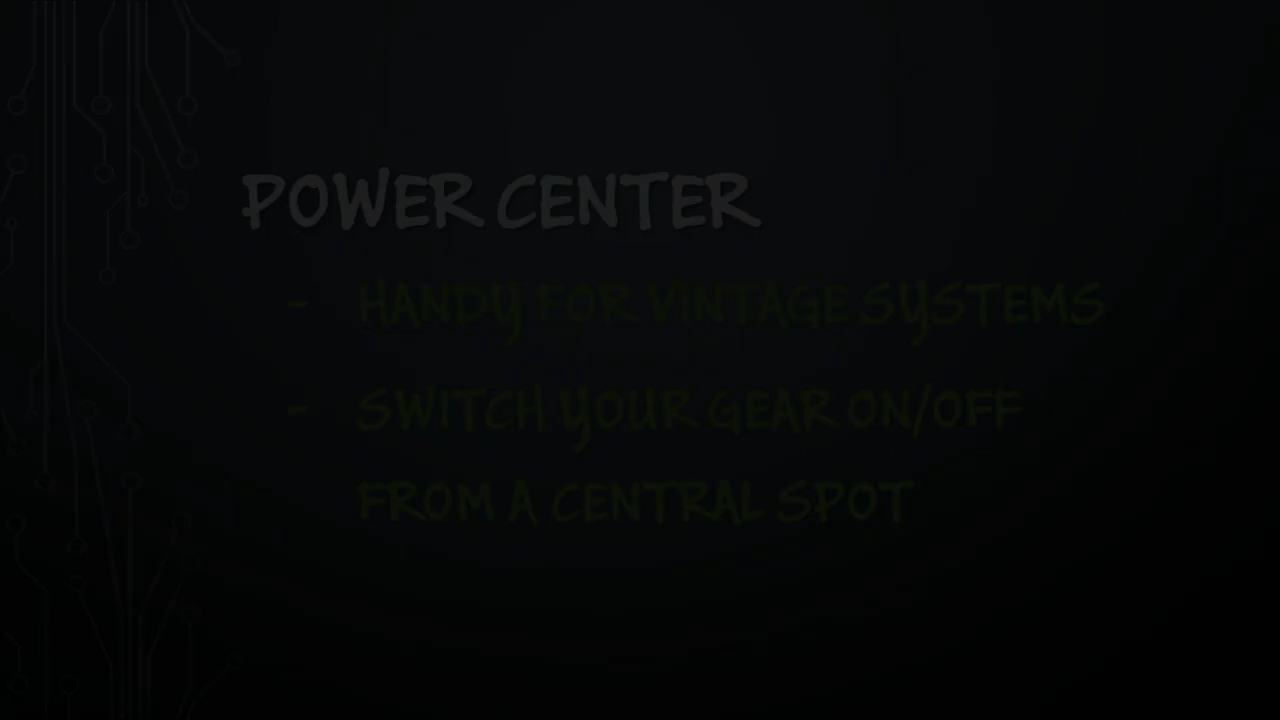 POWER CENTER
- HANDY FOR VINTAGE SYSTEMS
- SWITCH YOUR GEAR ON/OFF
FROM A CENTRAL SPOT